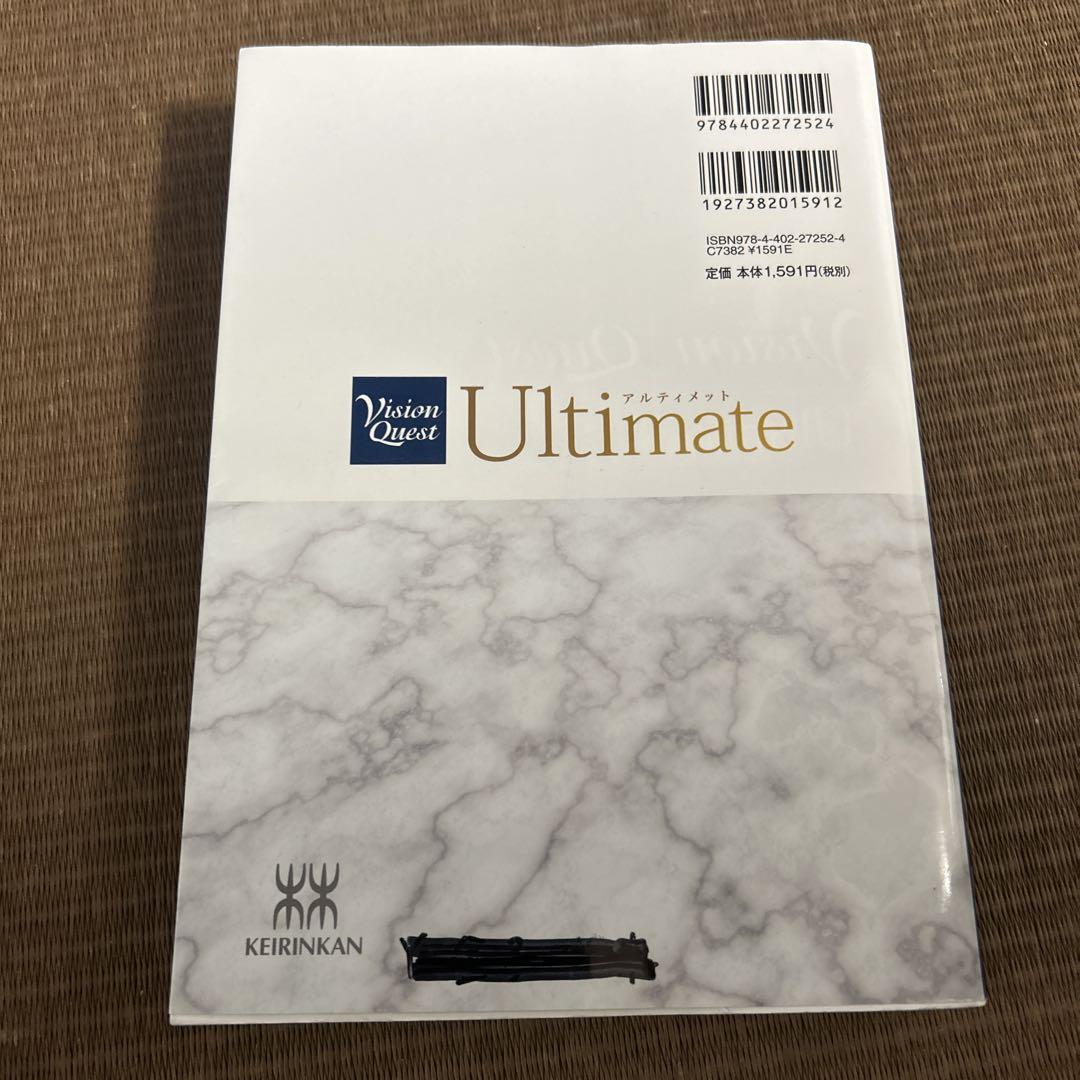 9784402272524
1927382015912
ISBN978-4-402-27252-4
C7382 ¥1591E
定価 本体1,591円(税別)
Vision
Quest
アルティメット
Ultimate
KEIRINKAN